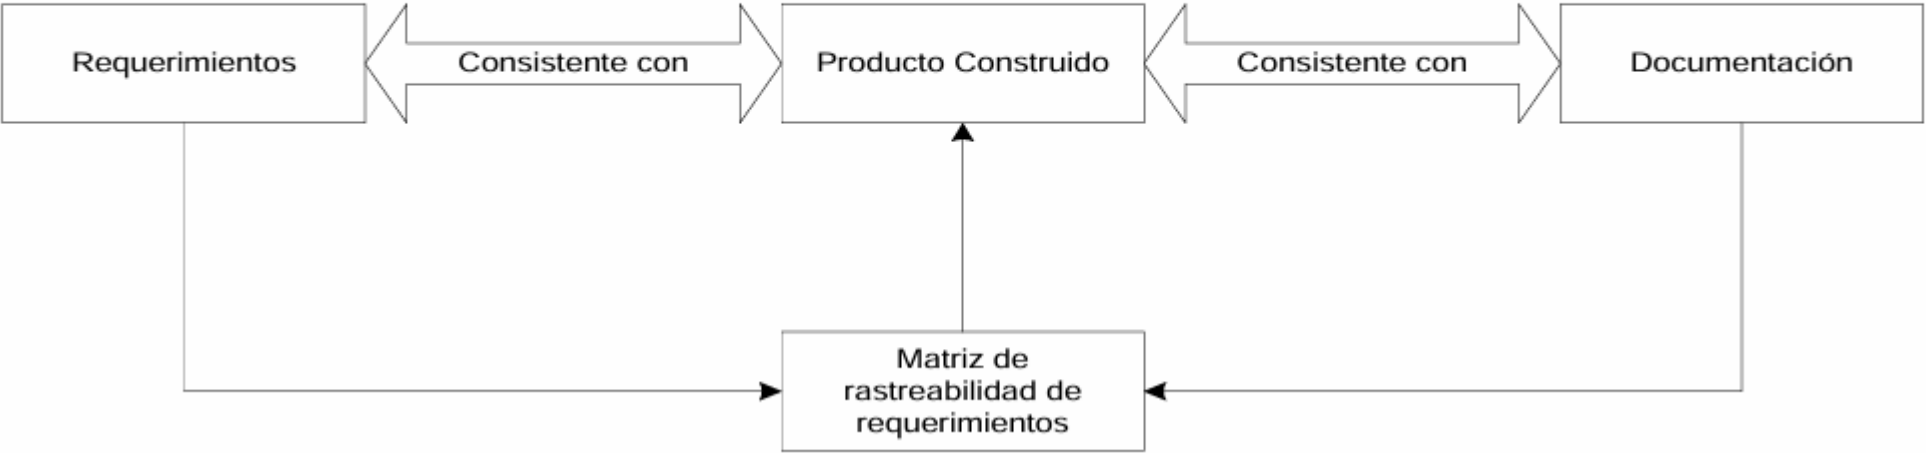 Requerimientos
Consistente con
Producto Construido
Consistente con
Documentación
Matriz de
rastreabilidad de
requerimientos